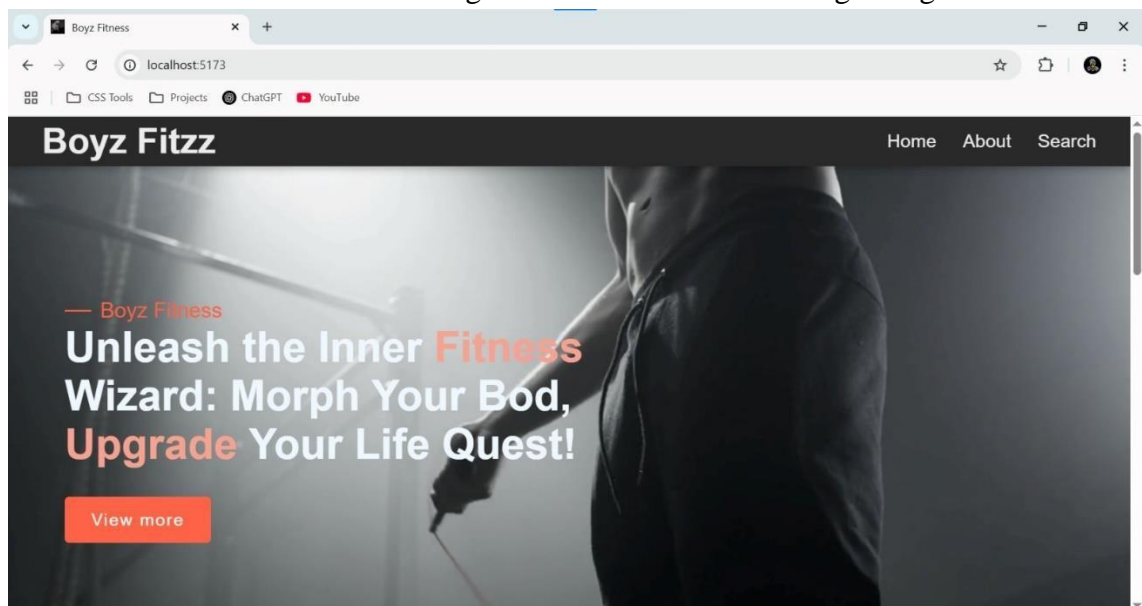 Boyz Fitness
localhost:5173
CSS Tools Projects ChatGPT YouTube
Boyz Fitzz
Home About Search
Boyz Fitness
Unleash the Inner Fitness
Wizard: Morph Your Bod,
Upgrade Your Life Quest!
View more